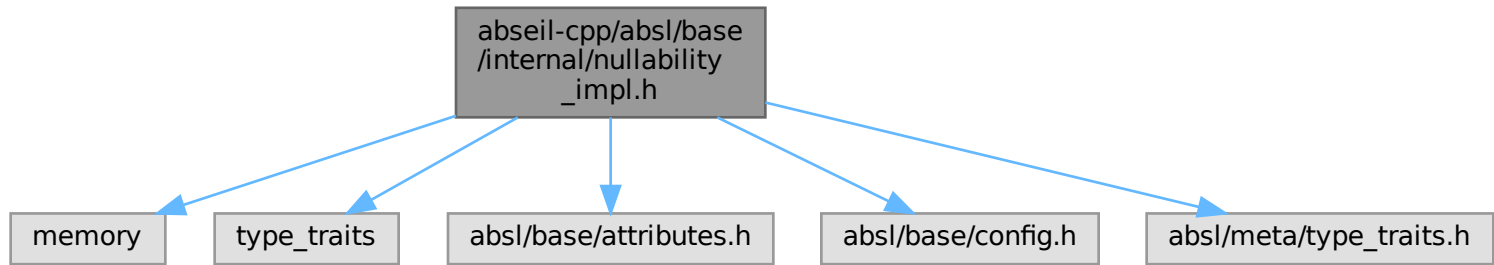 abseil-cpp/absl/base
/internal/nullability
_impl.h
memory
type_traits
absl/base/attributes.h
absl/base/config.h
absl/meta/type_traits.h